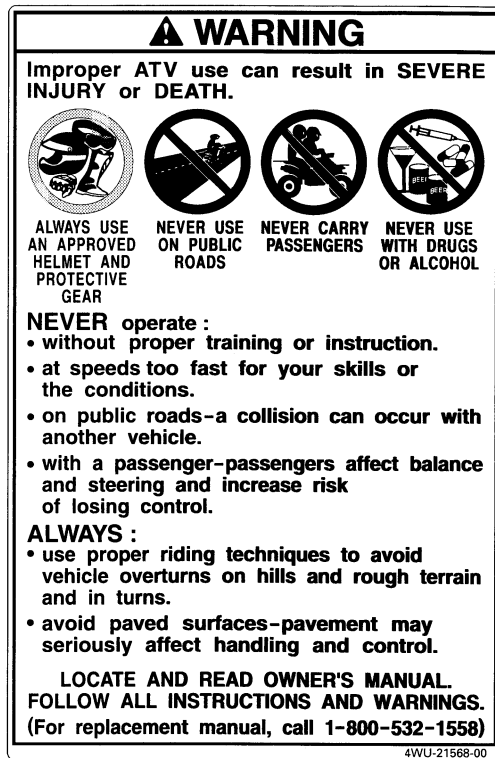 WARNING
Improper ATV use can result in SEVERE
INJURY or DEATH.
ALWAYS USE
AN APPROVED
HELMET AND
PROTECTIVE
GEAR
NEVER USE
ON PUBLIC
ROADS
NEVER CARRY
PASSENGERS
NEVER USE
WITH DRUGS
OR ALCOHOL
BEER
BEER
NEVER operate :
• without proper training or instruction.
• at speeds too fast for your skills or
the conditions.
• on public roads-a collision can occur with
another vehicle.
• with a passenger-passengers affect balance
and steering and increase risk
of losing control.
ALWAYS :
• use proper riding techniques to avoid
vehicle overturns on hills and rough terrain
and in turns.
• avoid paved surfaces-pavement may
seriously affect handling and control.
LOCATE AND READ OWNER'S MANUAL.
FOLLOW ALL INSTRUCTIONS AND WARNINGS.
(For replacement manual, call 1-800-532-1558)
4WU-21568-00